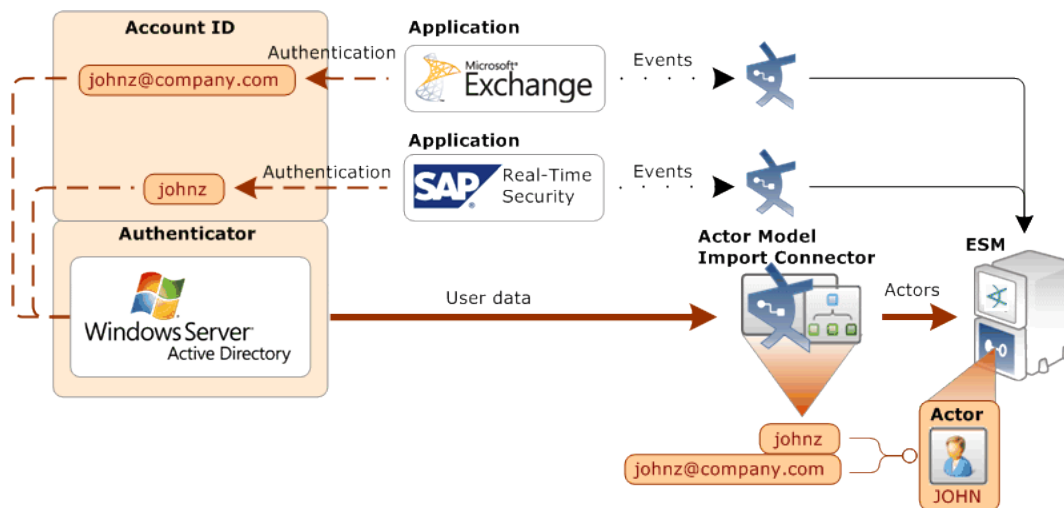 Account ID
johnz@company.com
Authentication
Application
Microsoft®
Exchange
Events
johnz
Authentication
Application
SAP®
Real-Time
Security
Events
Authenticator
Windows Server®
Active Directory
User data
Actor Model
Import Connector
Actors
ESM
johnz
johnz@company.com
Actor
JOHN